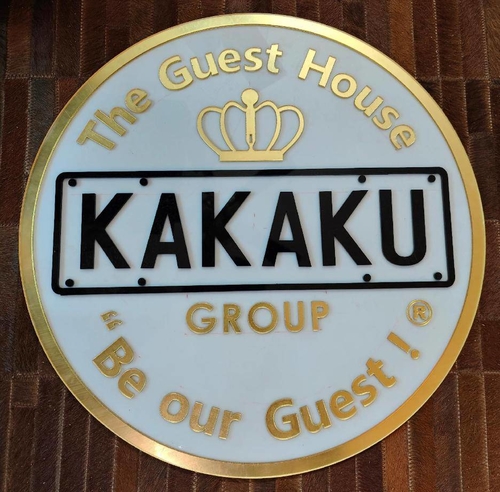 The Guest House
KAKAKU
GROUP
"Be our Guest! ®